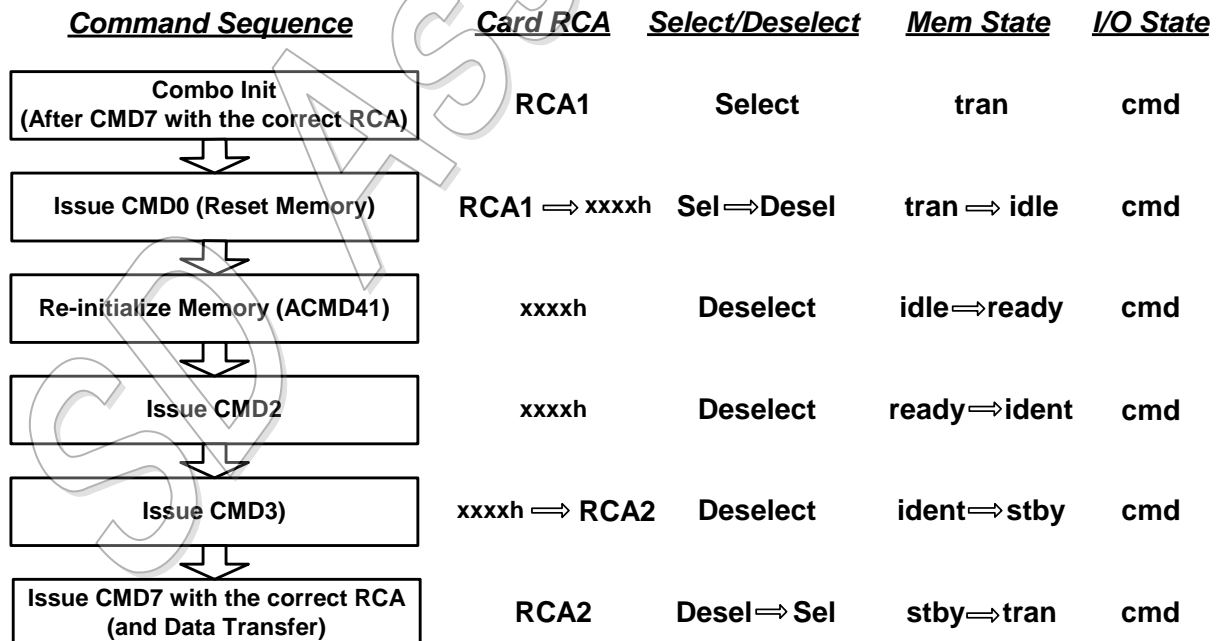 Command Sequence Card RCA Select/Deselect Mem State I/O State
Combo Init
(After CMD7 with the correct RCA) RCA1 Select tran cmd
Issue CMD0 (Reset Memory) RCA1 ⇒ xxxxh Sel⇒Desel tran ⇒ idle cmd
Re-initialize Memory (ACMD41) xxxxh Deselect idle⇒ready cmd
Issue CMD2 xxxxh Deselect ready⇒ident cmd
Issue CMD3) xxxxh ⇒ RCA2 Deselect ident⇒stby cmd
Issue CMD7 with the correct RCA
(and Data Transfer) RCA2 Desel⇒Sel stby⇒tran cmd
SD As